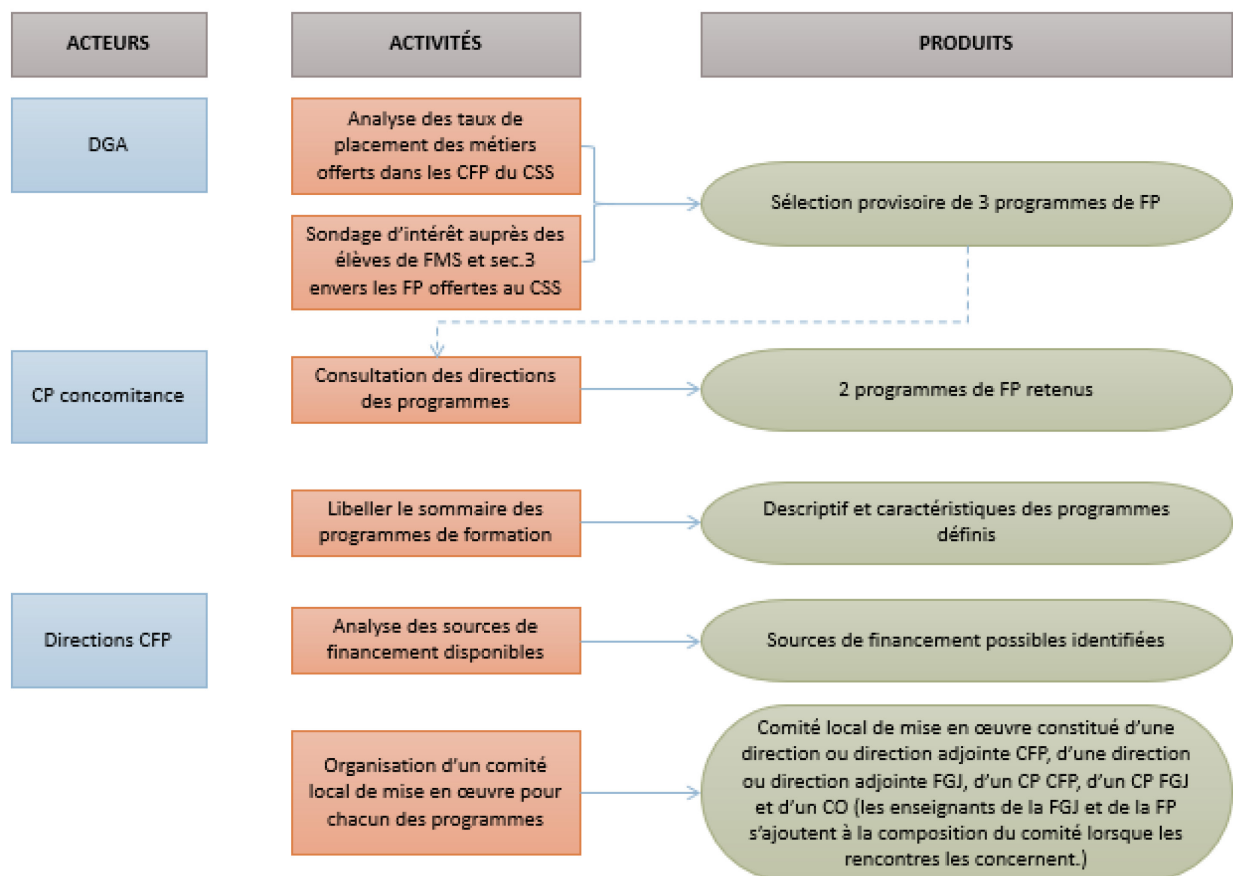 ACTEURS
ACTIVITÉS
PRODUITS
DGA
Analyse des taux de
placement des métiers
offerts dans les CFP du CSS
Sondage d'intérêt auprès des
élèves de FMS et sec.3
envers les FP offertes au CSS
Sélection provisoire de 3 programmes de FP
CP concomitance
Consultation des directions
des programmes
2 programmes de FP retenus
Libeller le sommaire des
programmes de formation
Descriptif et caractéristiques des programmes
définis
Directions CFP
Analyse des sources de
financement disponibles
Sources de financement possibles identifiées
Organisation d'un comité
local de mise en œuvre pour
chacun des programmes
Comité local de mise en œuvre constitué d'une
direction ou direction adjointe CFP, d'une direction
ou direction adjointe FGJ, d'un CP CFP, d'un CP FGJ
et d'un CO (les enseignants de la FGJ et de la FP
s'ajoutent à la composition du comité lorsque les
rencontres les concernent.)